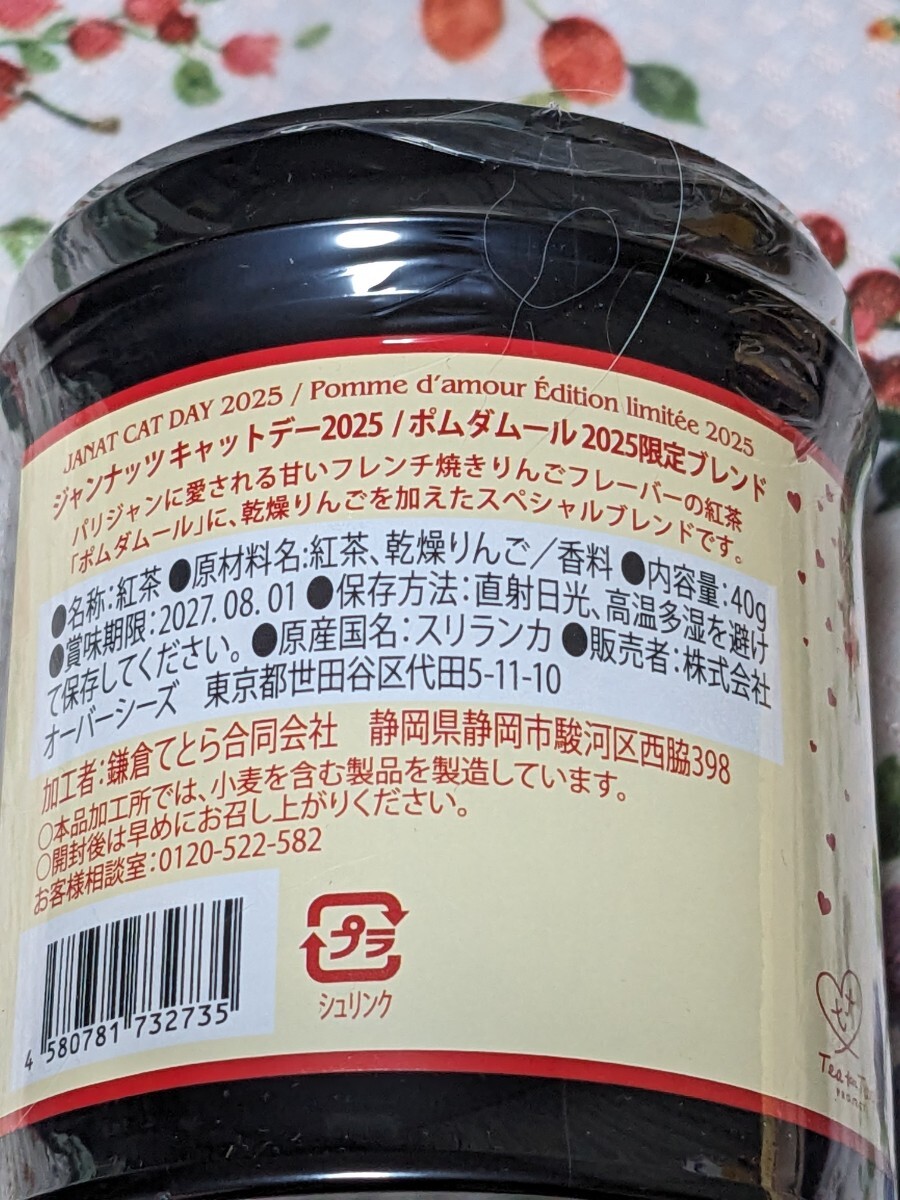 JANAT CAT DAY 2025 / Pomme d'amour Édition limitée 2025
ジャンナッツ キャットデー2025 / ポムダムール 2025限定ブレンド
パリジャンに愛される甘いフレンチ焼きりんごフレーバーの紅茶
「ポムダムール」に、乾燥りんごを加えたスペシャルブレンドです。
●名称:紅茶 ●原材料名:紅茶、乾燥りんご／香料 ●内容量:40g
●賞味期限:2027.08.01 ●保存方法:直射日光、高温多湿を避け
て保存してください。 ●原産国名:スリランカ ●販売者:株式会社
オーバーシーズ 東京都世田谷区代田5-11-10
加工者:鎌倉てとら合同会社 静岡県静岡市駿河区西脇398
○本品加工所では、小麦を含む製品を製造しています。
○開封後は早めにお召し上がりください。
お客様相談室:0120-522-582
4 580781 732735
プラ
シュリンク
Tea